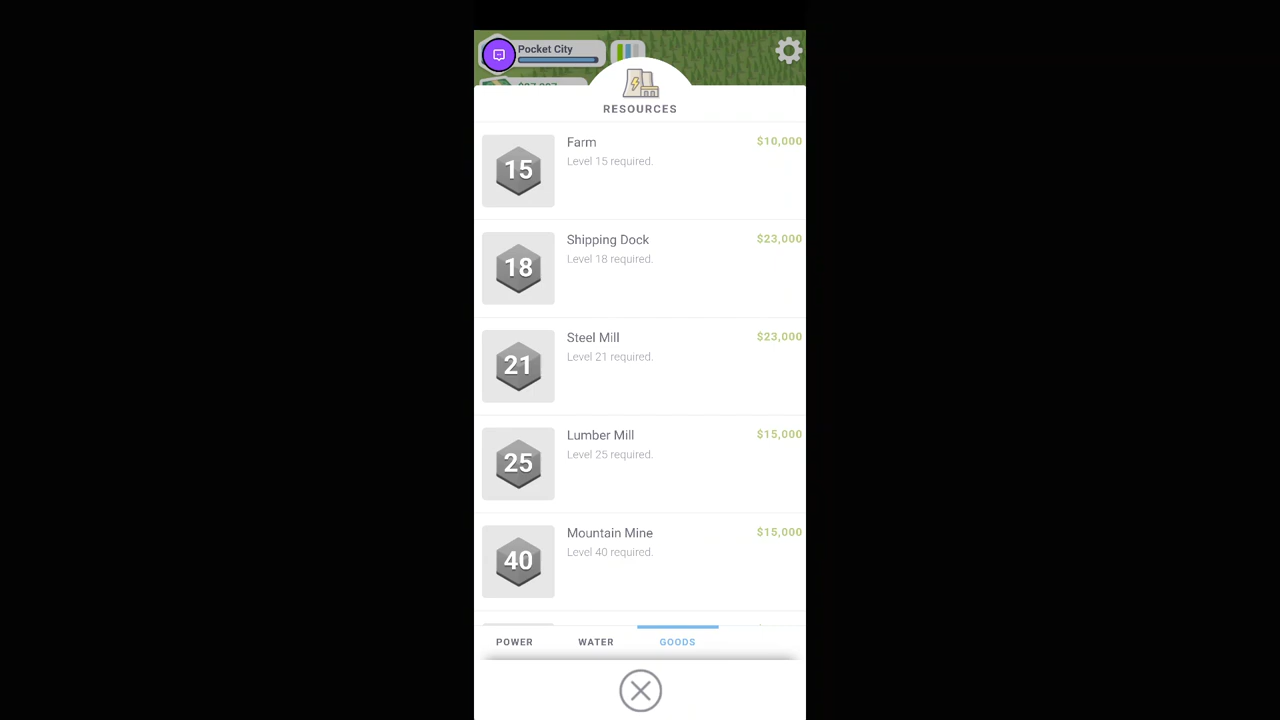 Pocket City
RESOURCES
15
Farm
$10,000
Level 15 required.
18
Shipping Dock
$23,000
Level 18 required.
21
Steel Mill
$23,000
Level 21 required.
25
Lumber Mill
$15,000
Level 25 required.
40
Mountain Mine
$15,000
Level 40 required.
POWER
WATER
GOODS